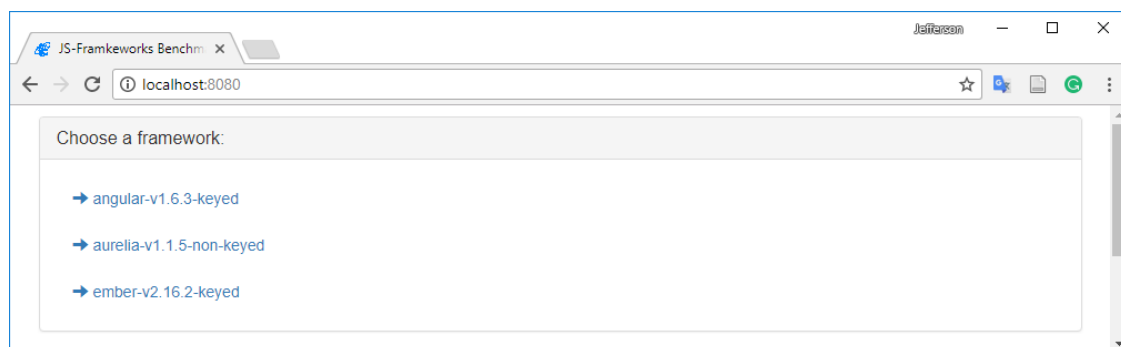 Jefferson
JS-Framkeworks Benchm
localhost:8080
Choose a framework:
angular-v1.6.3-keyed
aurelia-v1.1.5-non-keyed
ember-v2.16.2-keyed